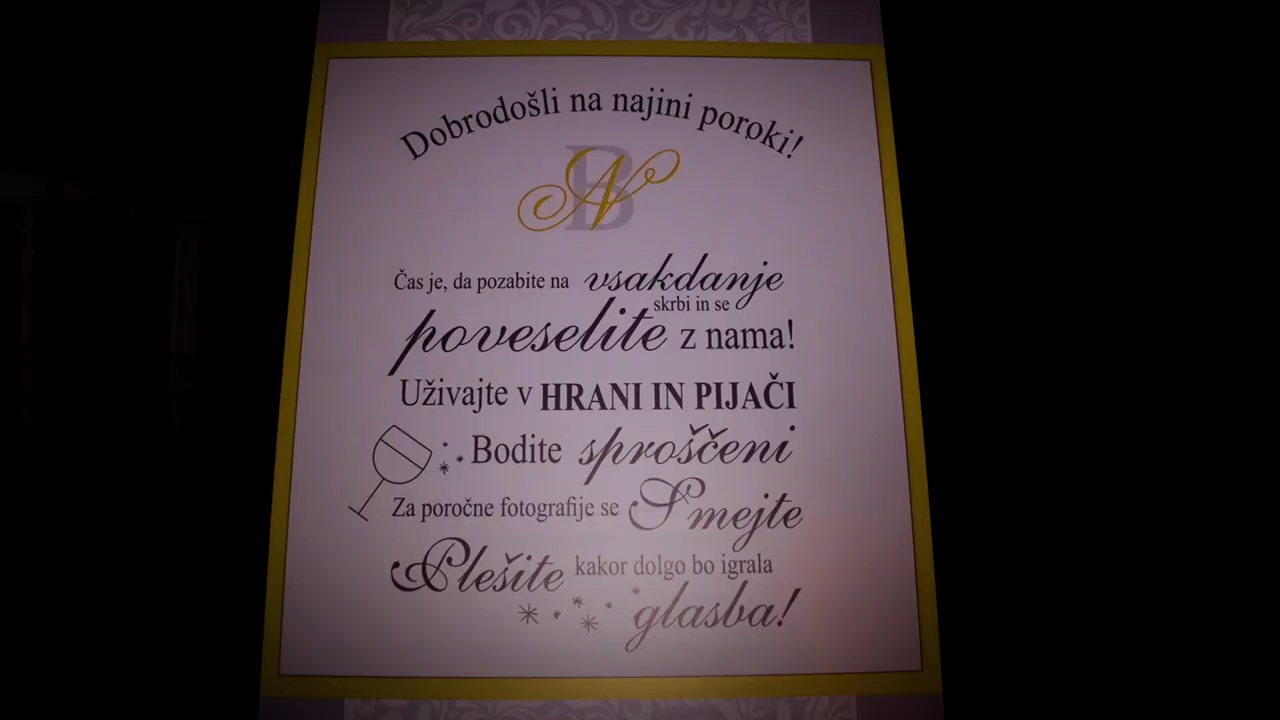 Dobrodošli na najini poroki!
B
N
Čas je, da pozabite na vsakdanje
skrbi in se
poveselite z nama!
Uživajte v HRANI IN PIJAČI
Bodite sproščeni
Za poročne fotografije se Smejte
Plešite kakor dolgo bo igrala
glasba!